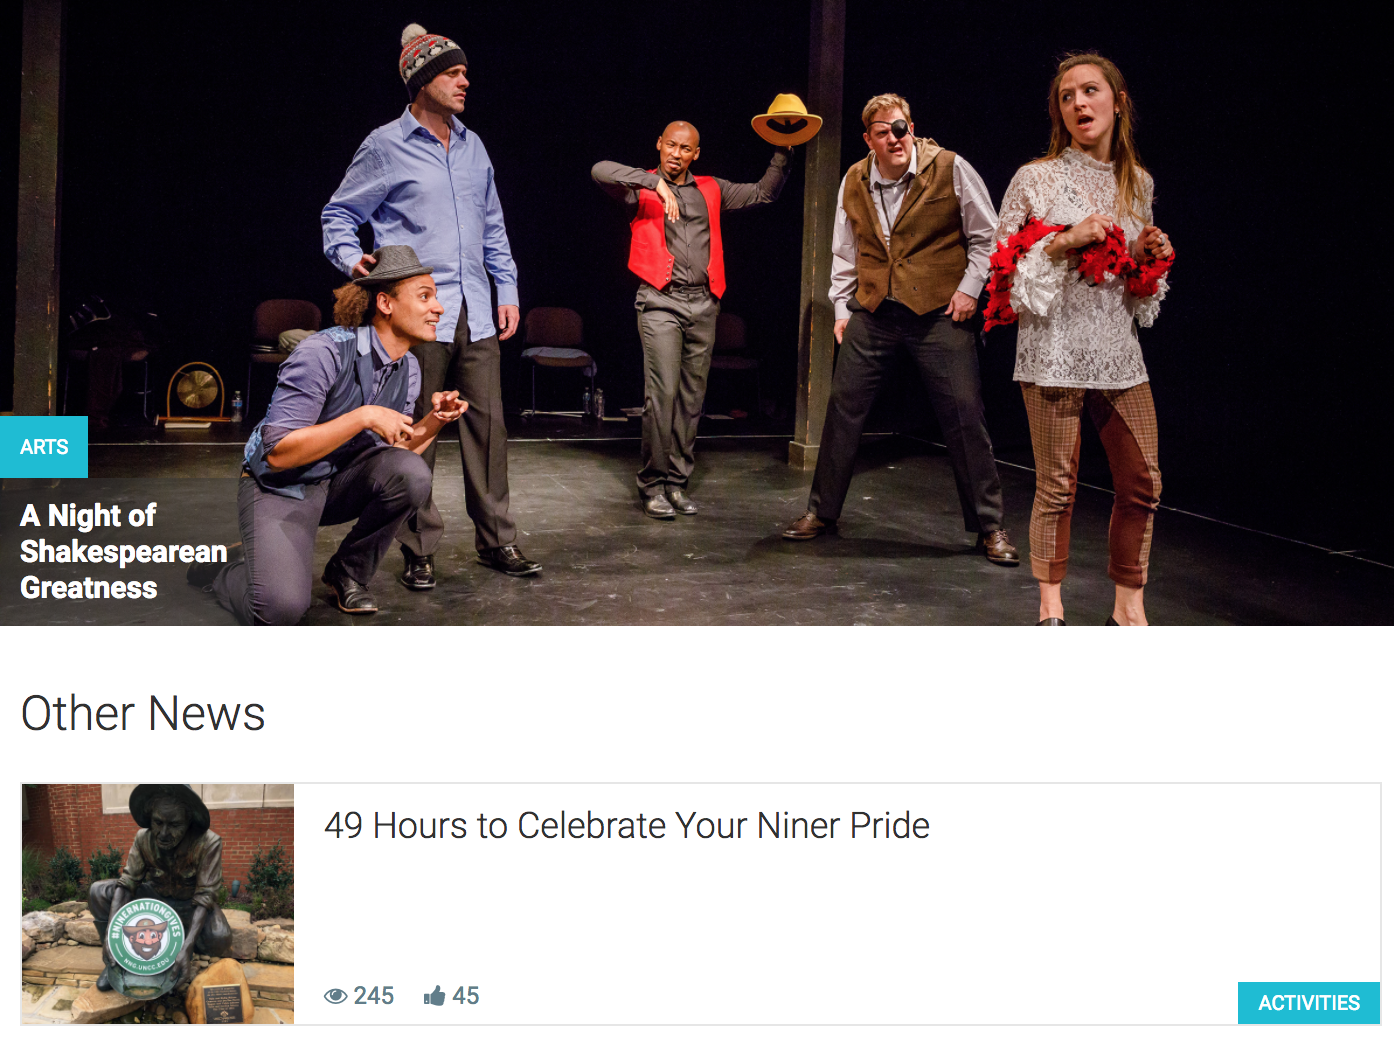 ARTS
A Night of
Shakespearean
Greatness
Other News
49 Hours to Celebrate Your Niner Pride
#NINERNATIONGIVES
NNG.UNCC.EDU
245
45
ACTIVITIES